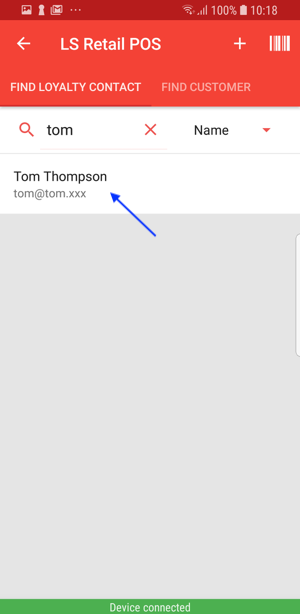 100% 10:18
LS Retail POS
FIND LOYALTY CONTACT FIND CUSTOMER
tom Name
Tom Thompson
tom@tom.xxx
Device connected